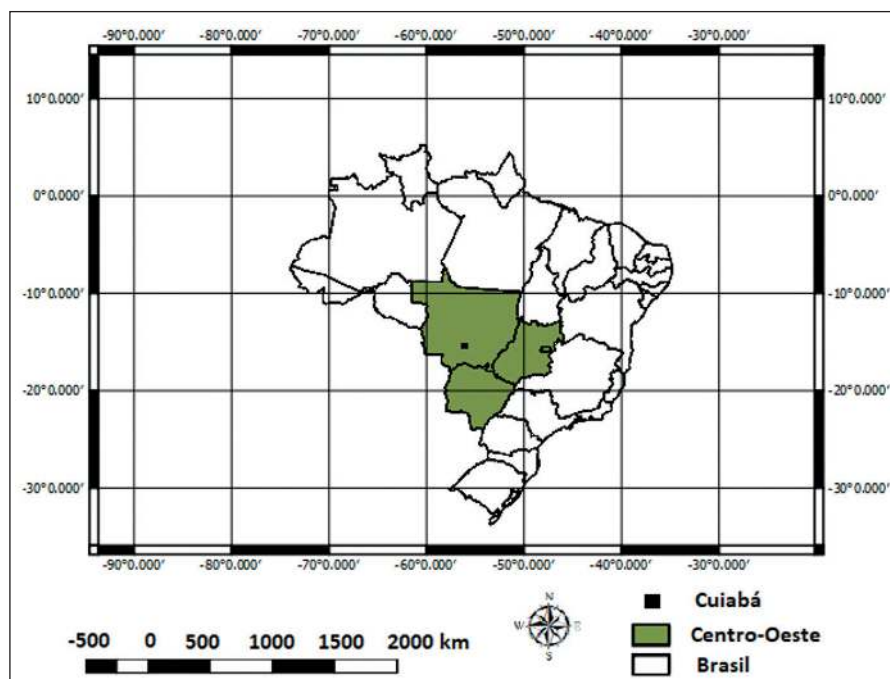 -90°0.000′ -80°0.000′ -70°0.000′ -60°0.000′ -50°0.000′ -40°0.000′ -30°0.000′
10°0.000′ 10°0.000′
0°0.000′ 0°0.000′
-10°0.000′ -10°0.000′
-20°0.000′ -20°0.000′
-30°0.000′ -30°0.000′
-90°0.000′ -80°0.000′ -70°0.000′ -60°0.000′ -50°0.000′ -40°0.000′ -30°0.000′
N
W E
S
Cuiabá
-500 0 500 1000 1500 2000 km
Centro-Oeste
Brasil